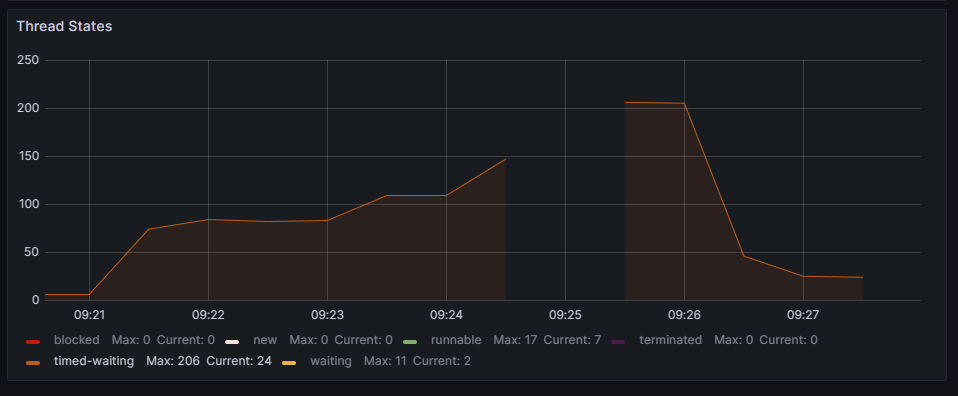 Thread States
250
200
150
100
50
0
09:21 09:22 09:23 09:24 09:25 09:26 09:27
blocked Max: 0 Current: 0 new Max: 0 Current: 0 runnable Max: 17 Current: 7 terminated Max: 0 Current: 0
timed-waiting Max: 206 Current: 24 waiting Max: 11 Current: 2